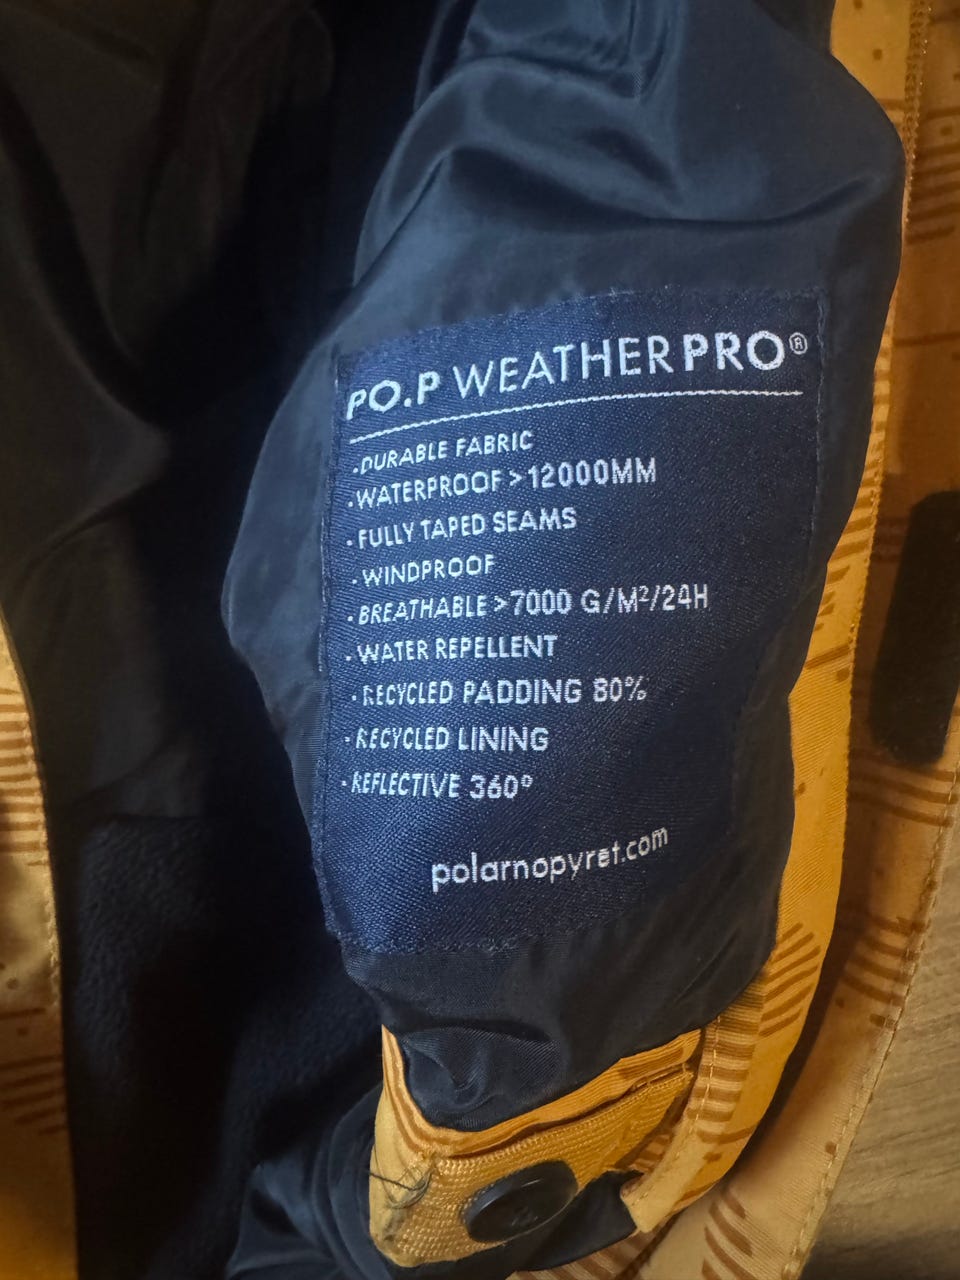 PO.P WEATHERPRO®
·DURABLE FABRIC
·WATERPROOF >12000MM
·FULLY TAPED SEAMS
·WINDPROOF
·BREATHABLE >7000 G/M²/24H
·WATER REPELLENT
·RECYCLED PADDING 80%
·RECYCLED LINING
·REFLECTIVE 360°
polarnopyret.com